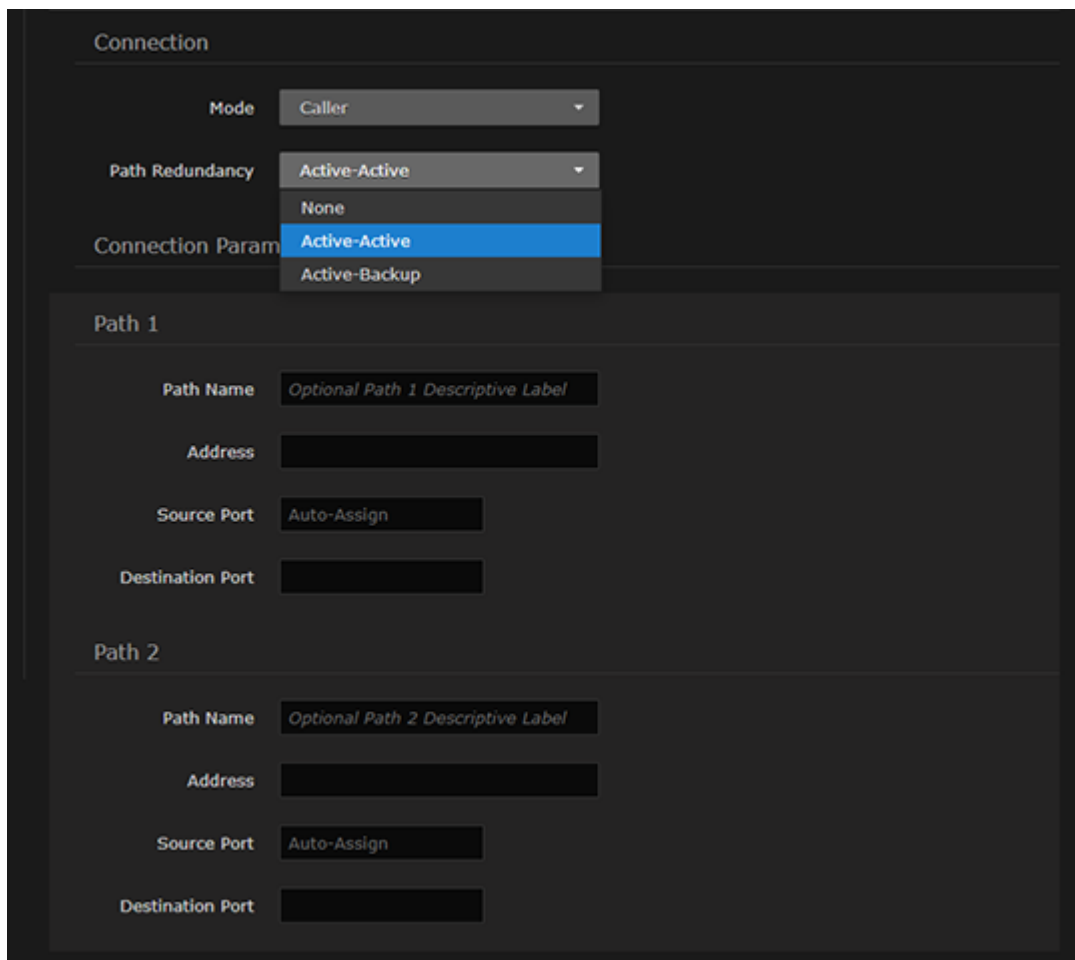 Connection
Mode Caller
Path Redundancy Active-Active
None
Connection Param Active-Active
Active-Backup
Path 1
Path Name Optional Path 1 Descriptive Label
Address
Source Port Auto-Assign
Destination Port
Path 2
Path Name Optional Path 2 Descriptive Label
Address
Source Port Auto-Assign
Destination Port